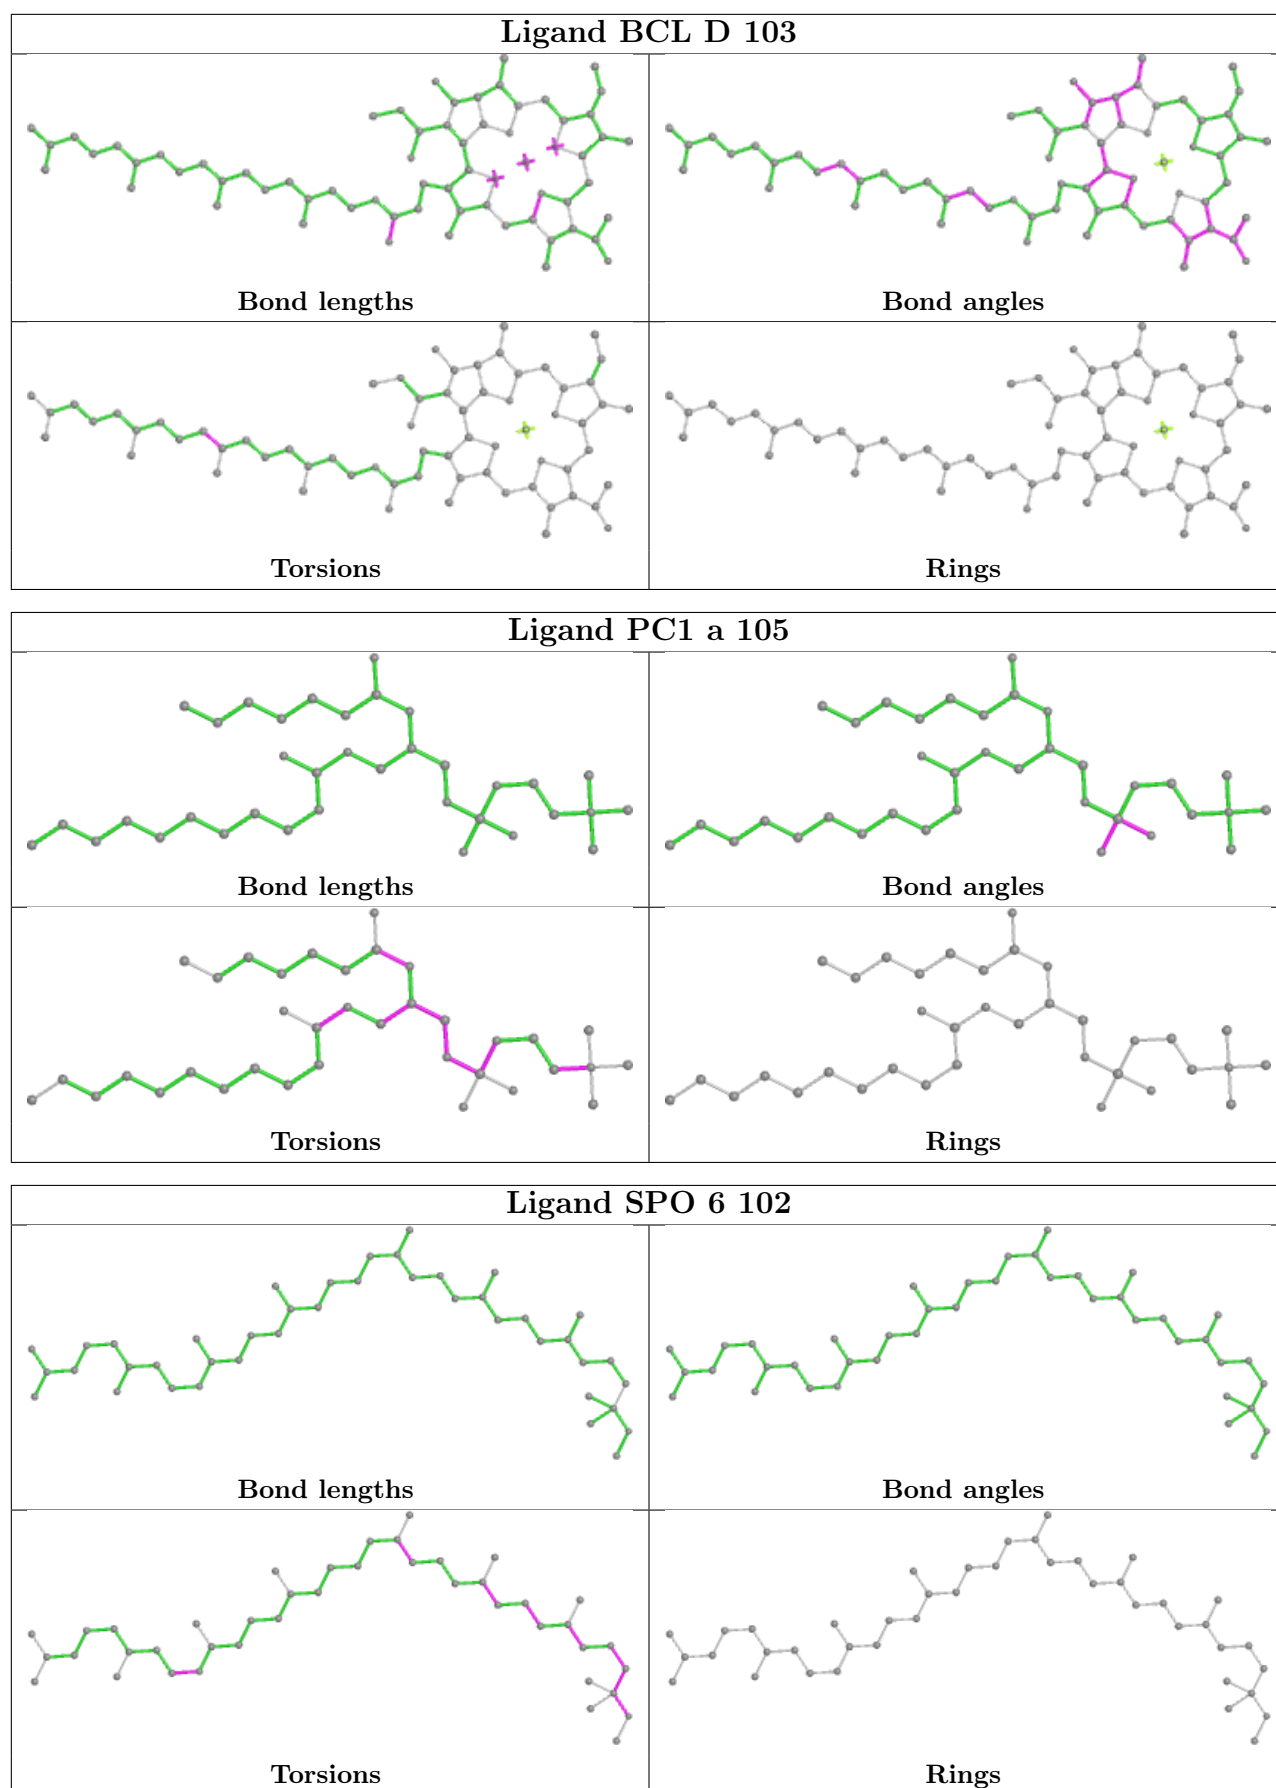 Ligand BCL D 103
Bond lengths
Bond angles
Torsions
Rings
Ligand PC1 a 105
Bond lengths
Bond angles
Torsions
Rings
Ligand SPO 6 102
Bond lengths
Bond angles
Torsions
Rings